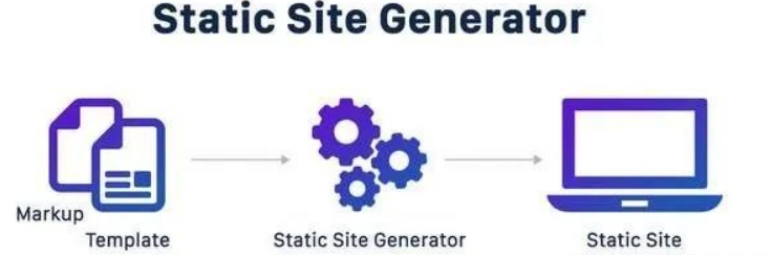 Static Site Generator
Markup
Template
Static Site Generator
Static Site